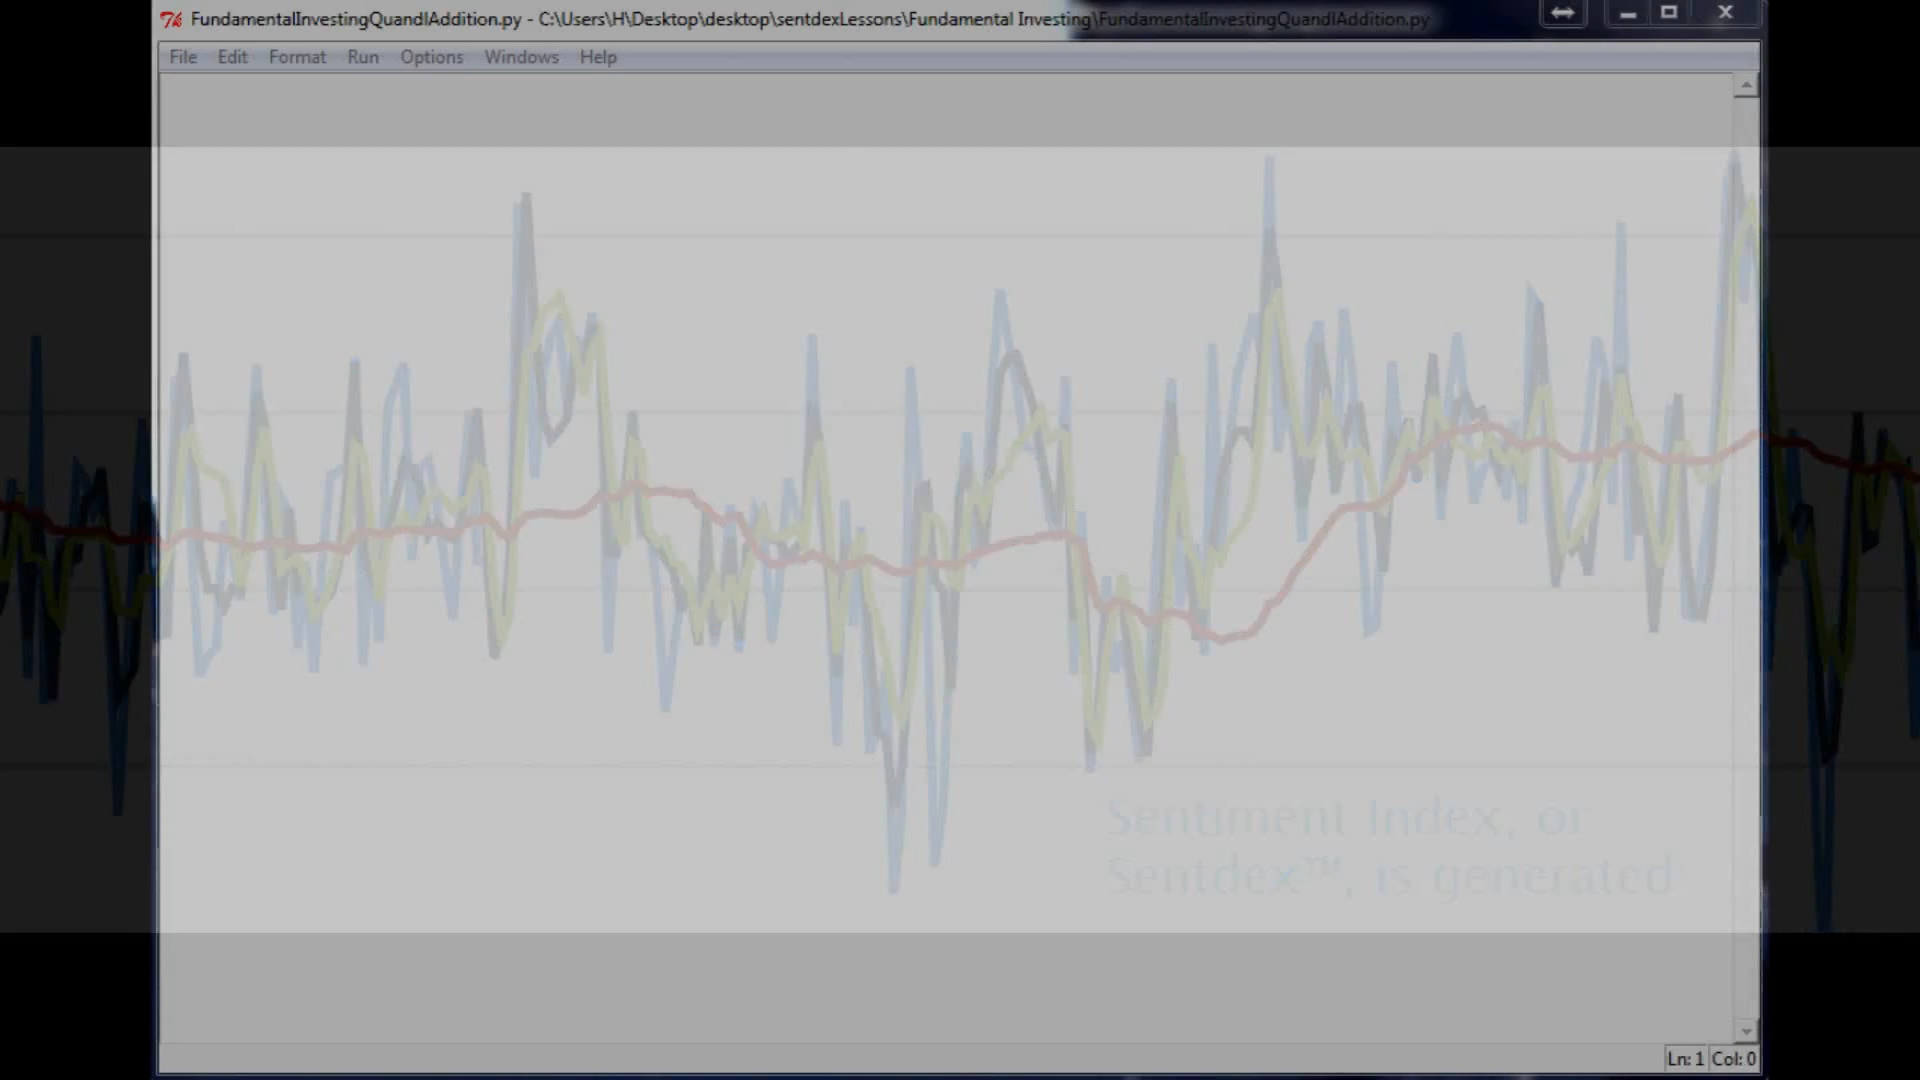 FundamentalInvestingQuandlAddition.py - C:\Users\H\Desktop\desktop\sentdexLessons\Fundamental Investing\FundamentalInvestingQuandlAddition.py
File Edit Format Run Options Windows Help
Sentiment Index, or
Sentdex™, is generated
Ln: 1 Col: 0